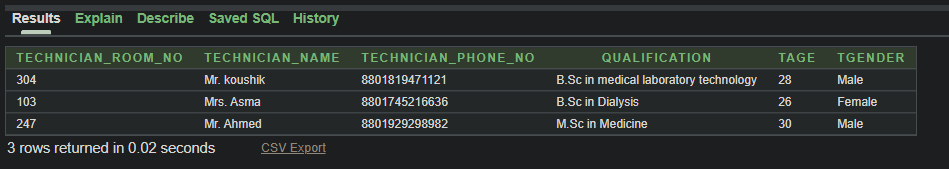 Results Explain Describe Saved SQL History
TECHNICIAN_ROOM_NO TECHNICIAN_NAME TECHNICIAN_PHONE_NO QUALIFICATION TAGE TGENDER
304 Mr. koushik 8801819471121 B.Sc in medical laboratory technology 28 Male
103 Mrs. Asma 8801745216636 B.Sc in Dialysis 26 Female
247 Mr. Ahmed 8801929298982 M.Sc in Medicine 30 Male
3 rows returned in 0.02 seconds CSV Export